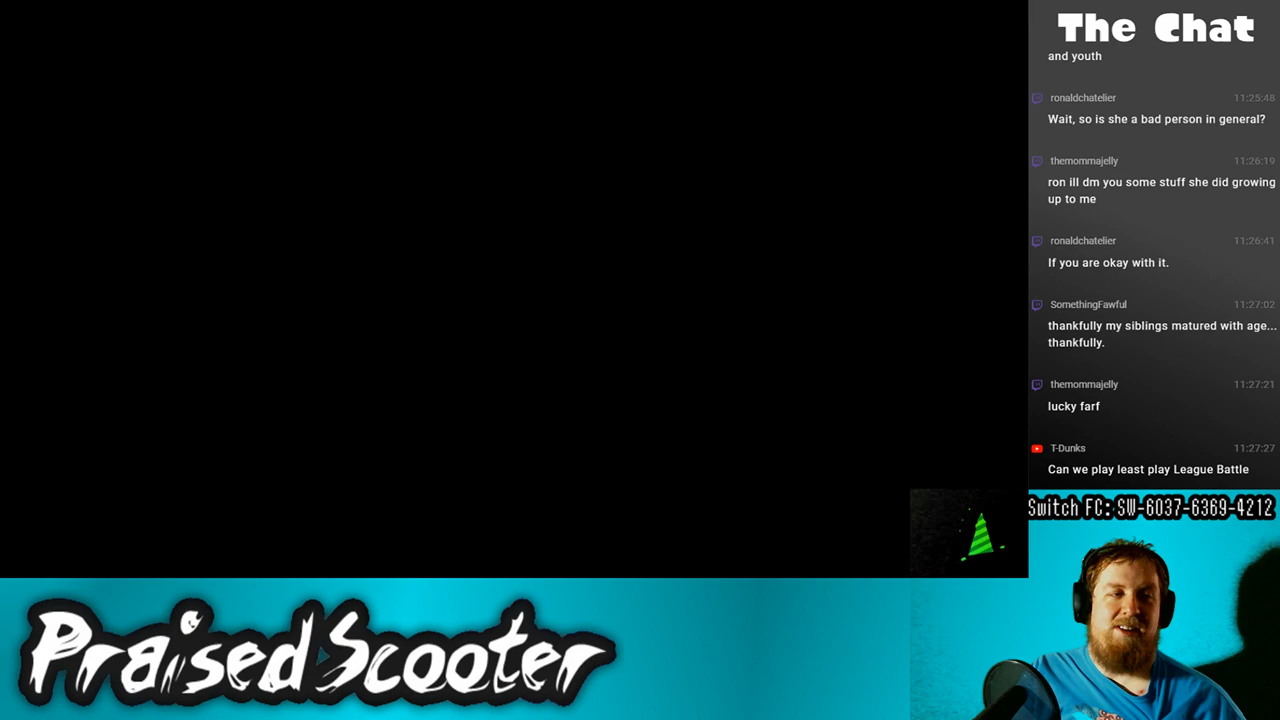 The Chat
and youth
ronaldchatelier 11:25:48
Wait, so is she a bad person in general?
themommajelly 11:26:19
ron ill dm you some stuff she did growing
up to me
ronaldchatelier 11:26:41
If you are okay with it.
SomethingFawful 11:27:02
thankfully my siblings matured with age...
thankfully.
themommajelly 11:27:21
lucky farf
T-Dunks 11:27:27
Can we play least play League Battle
Switch FC: SW-6037-6369-4212
PraisedScooter